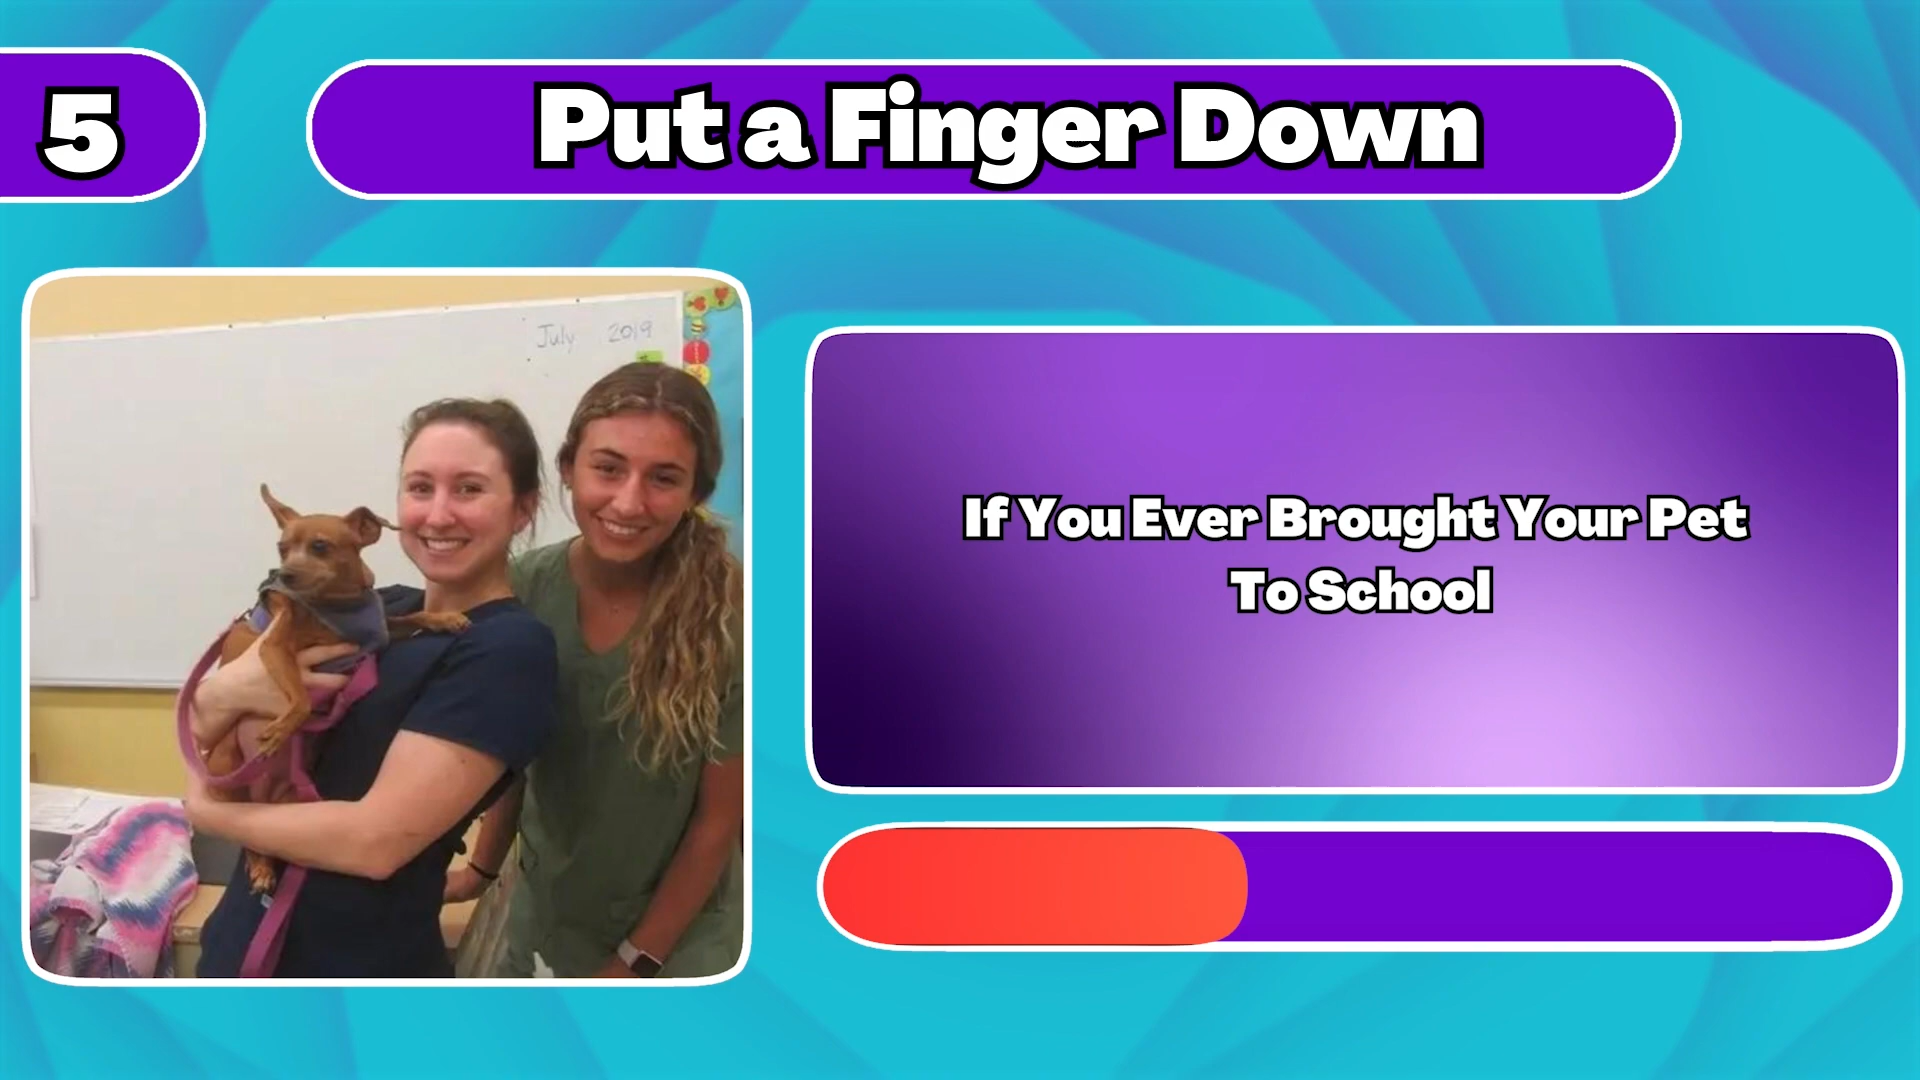 5
Put a Finger Down
July 2019
If You Ever Brought Your Pet
To School